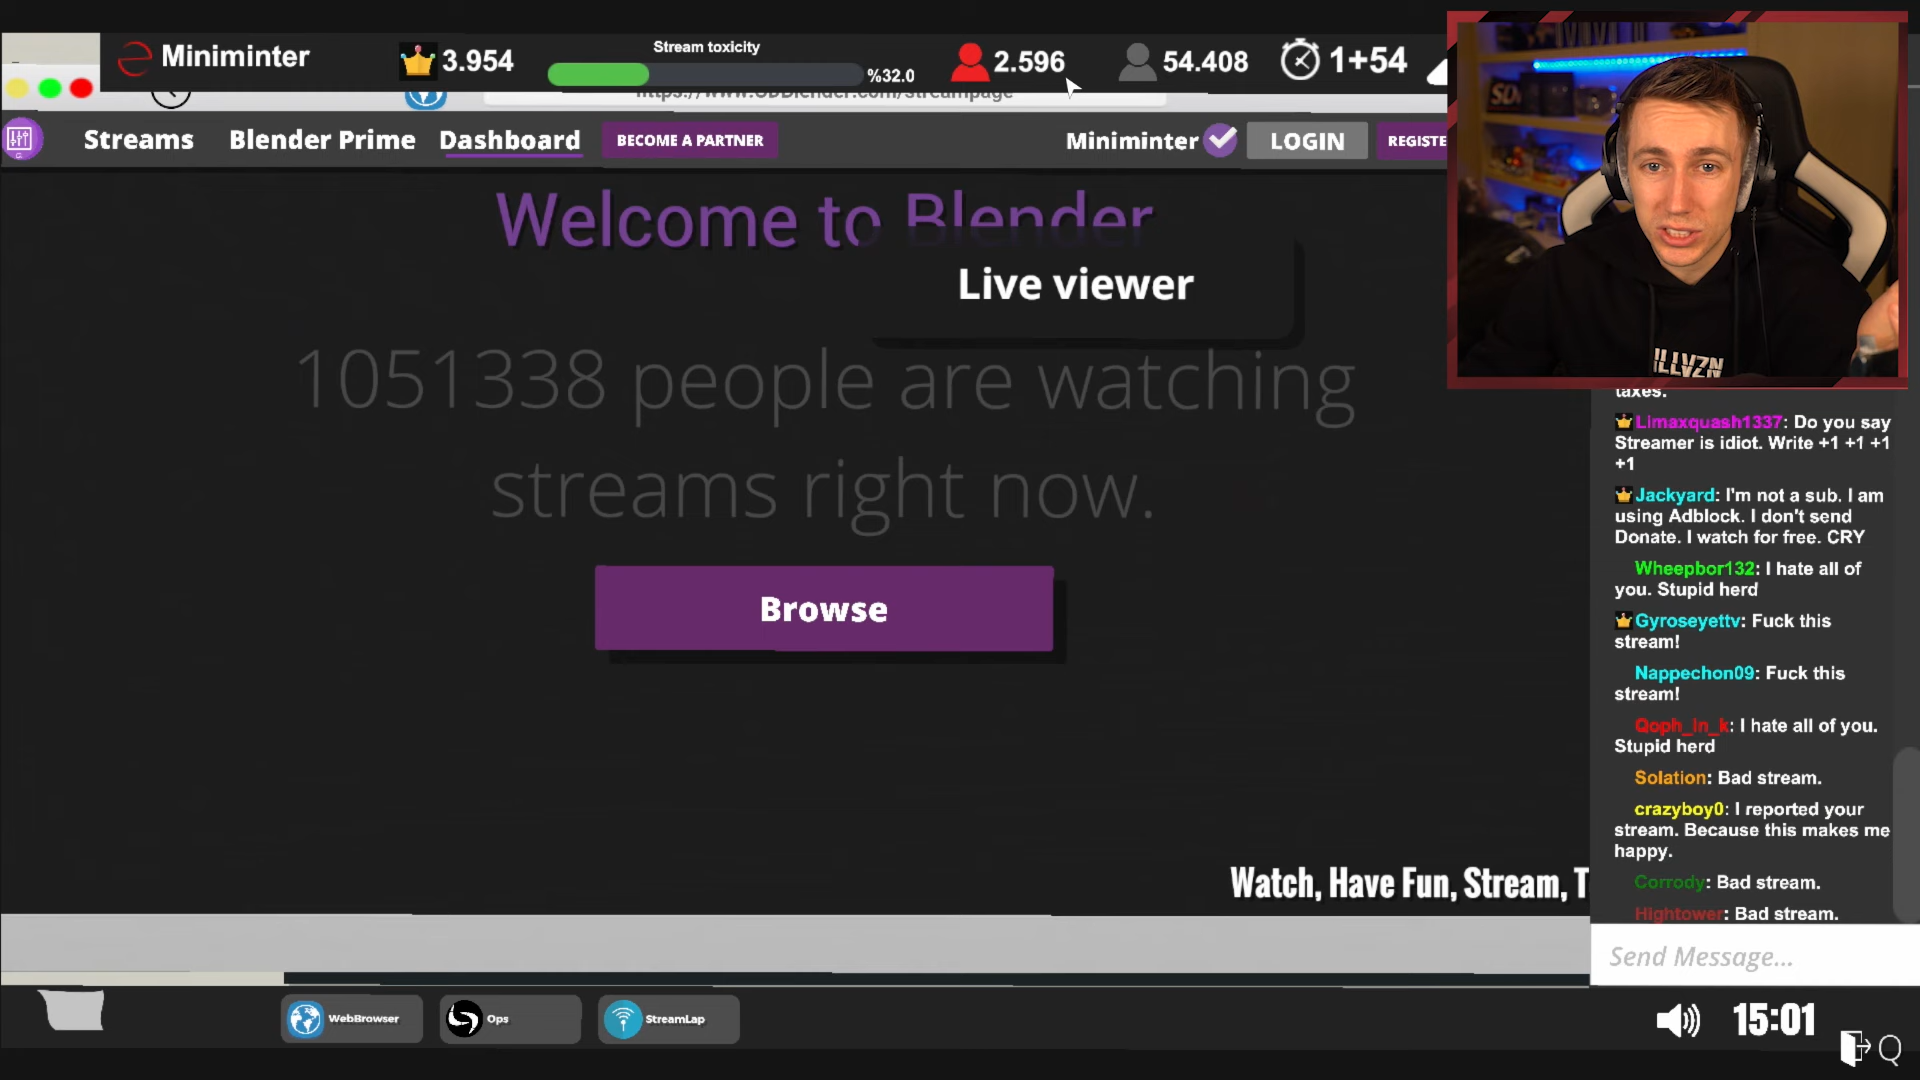 Miniminter
3.954
Stream toxicity
%32.0
2.596
54.408
1+54
Streams
Blender Prime
Dashboard
BECOME A PARTNER
Miniminter
LOGIN
REGISTE
Welcome to Blender
Live viewer
1051338 people are watching
streams right now.
Browse
Watch, Have Fun, Stream, T
ILLVZN
taxes.
Limaxquash1337: Do you say
Streamer is idiot. Write +1 +1 +1
+1
Jackyard: I'm not a sub. I am
using Adblock. I don't send
Donate. I watch for free. CRY
Wheepbor132: I hate all of
you. Stupid herd
Gyroseyettv: Fuck this
stream!
Nappechon09: Fuck this
stream!
Qoph_in_k: I hate all of you.
Stupid herd
Solation: Bad stream.
crazyboy0: I reported your
stream. Because this makes me
happy.
Corrody: Bad stream.
Hightower: Bad stream.
Send Message...
WebBrowser
Ops
StreamLap
15:01
Q